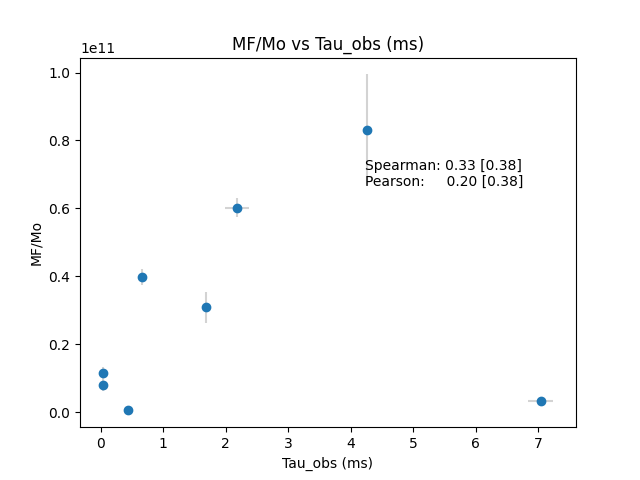 MF/Mo vs Tau_obs (ms)
1e11
1.0
0.8
0.6
0.4
0.2
0.0
MF/Mo
Spearman: 0.33 [0.38]
Pearson: 0.20 [0.38]
0 1 2 3 4 5 6 7
Tau_obs (ms)